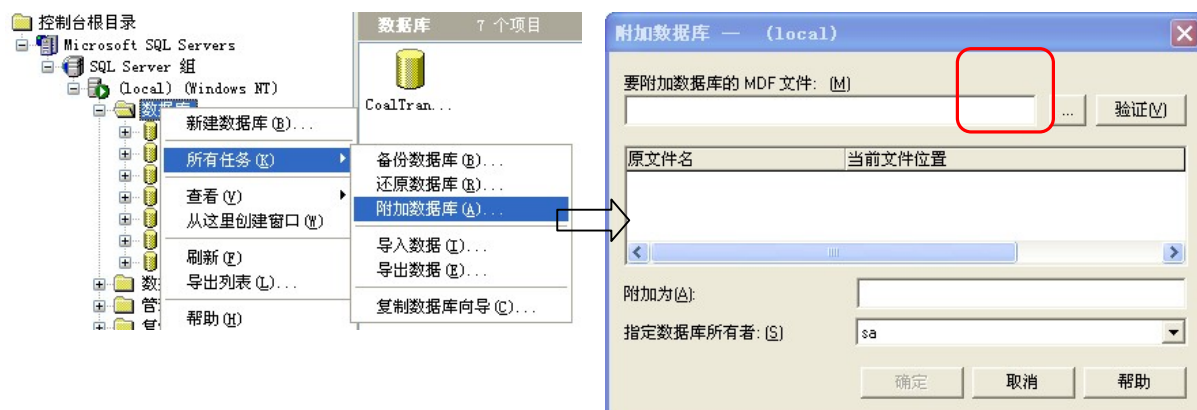 控制台根目录
Microsoft SQL Servers
SQL Server 组
(local) (Windows NT)
数据库
新建数据库(B)...
所有任务(K)
查看(V)
从这里创建窗口(W)
刷新(F)
导出列表(L)...
帮助(H)
数据库 7 个项目
CoalTran...
备份数据库(B)...
还原数据库(R)...
附加数据库(A)...
导入数据(I)...
导出数据(E)...
复制数据库向导(C)...
附加数据库 — (local)
要附加数据库的 MDF 文件: (M)
... 验证(V)
原文件名 当前文件位置
附加为(A):
指定数据库所有者: (S) sa
确定 取消 帮助